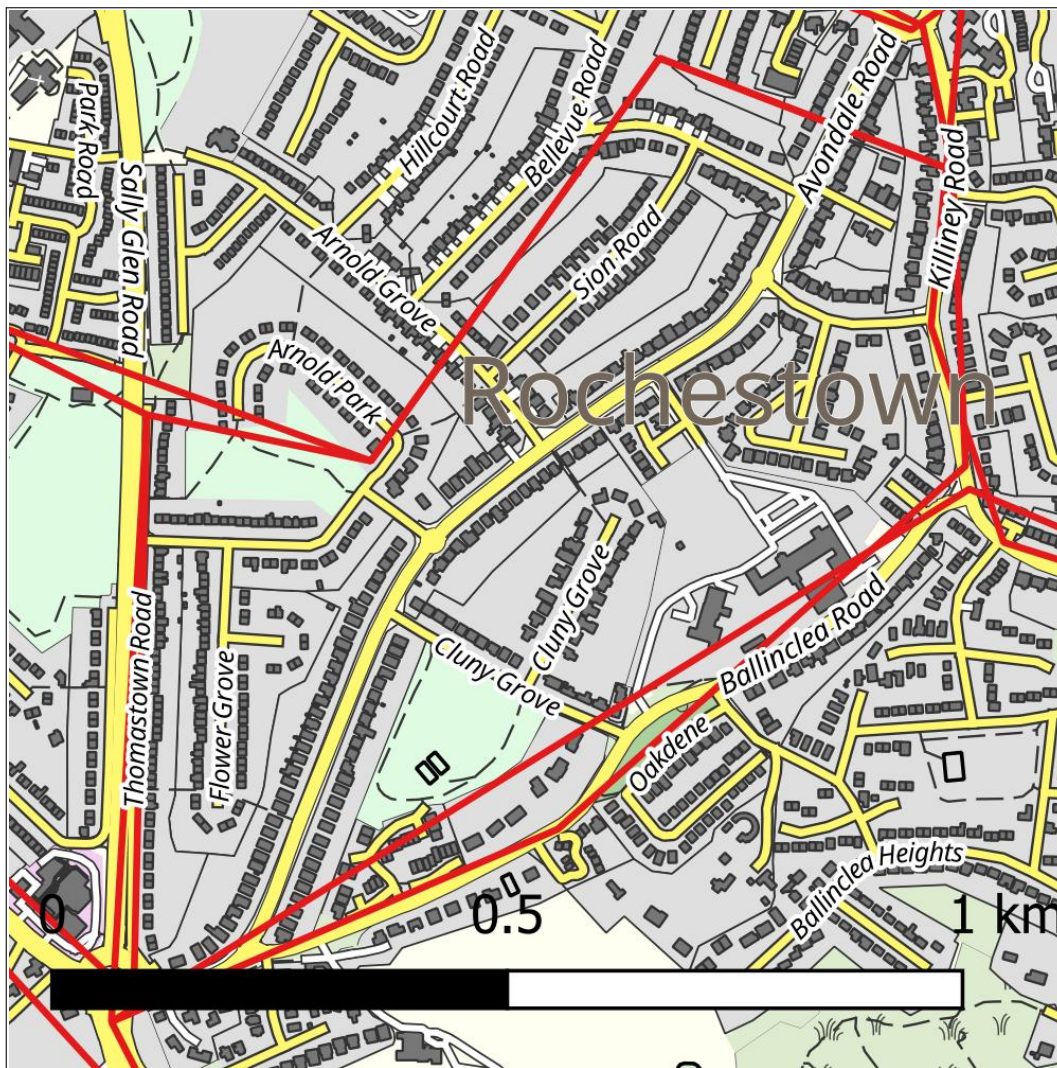 Park Road
Sally Glen Road
Hillcourt Road
Bellevue Road
Avondale Road
Killiney Road
Arnold Grove
Sion Road
Arnold Park
Rochestown
Thomastown Road
Flower Grove
Cluny Grove
Cluny Grove
Ballinclea Road
Oakdene
Ballinclea Heights
0 0.5 1 km